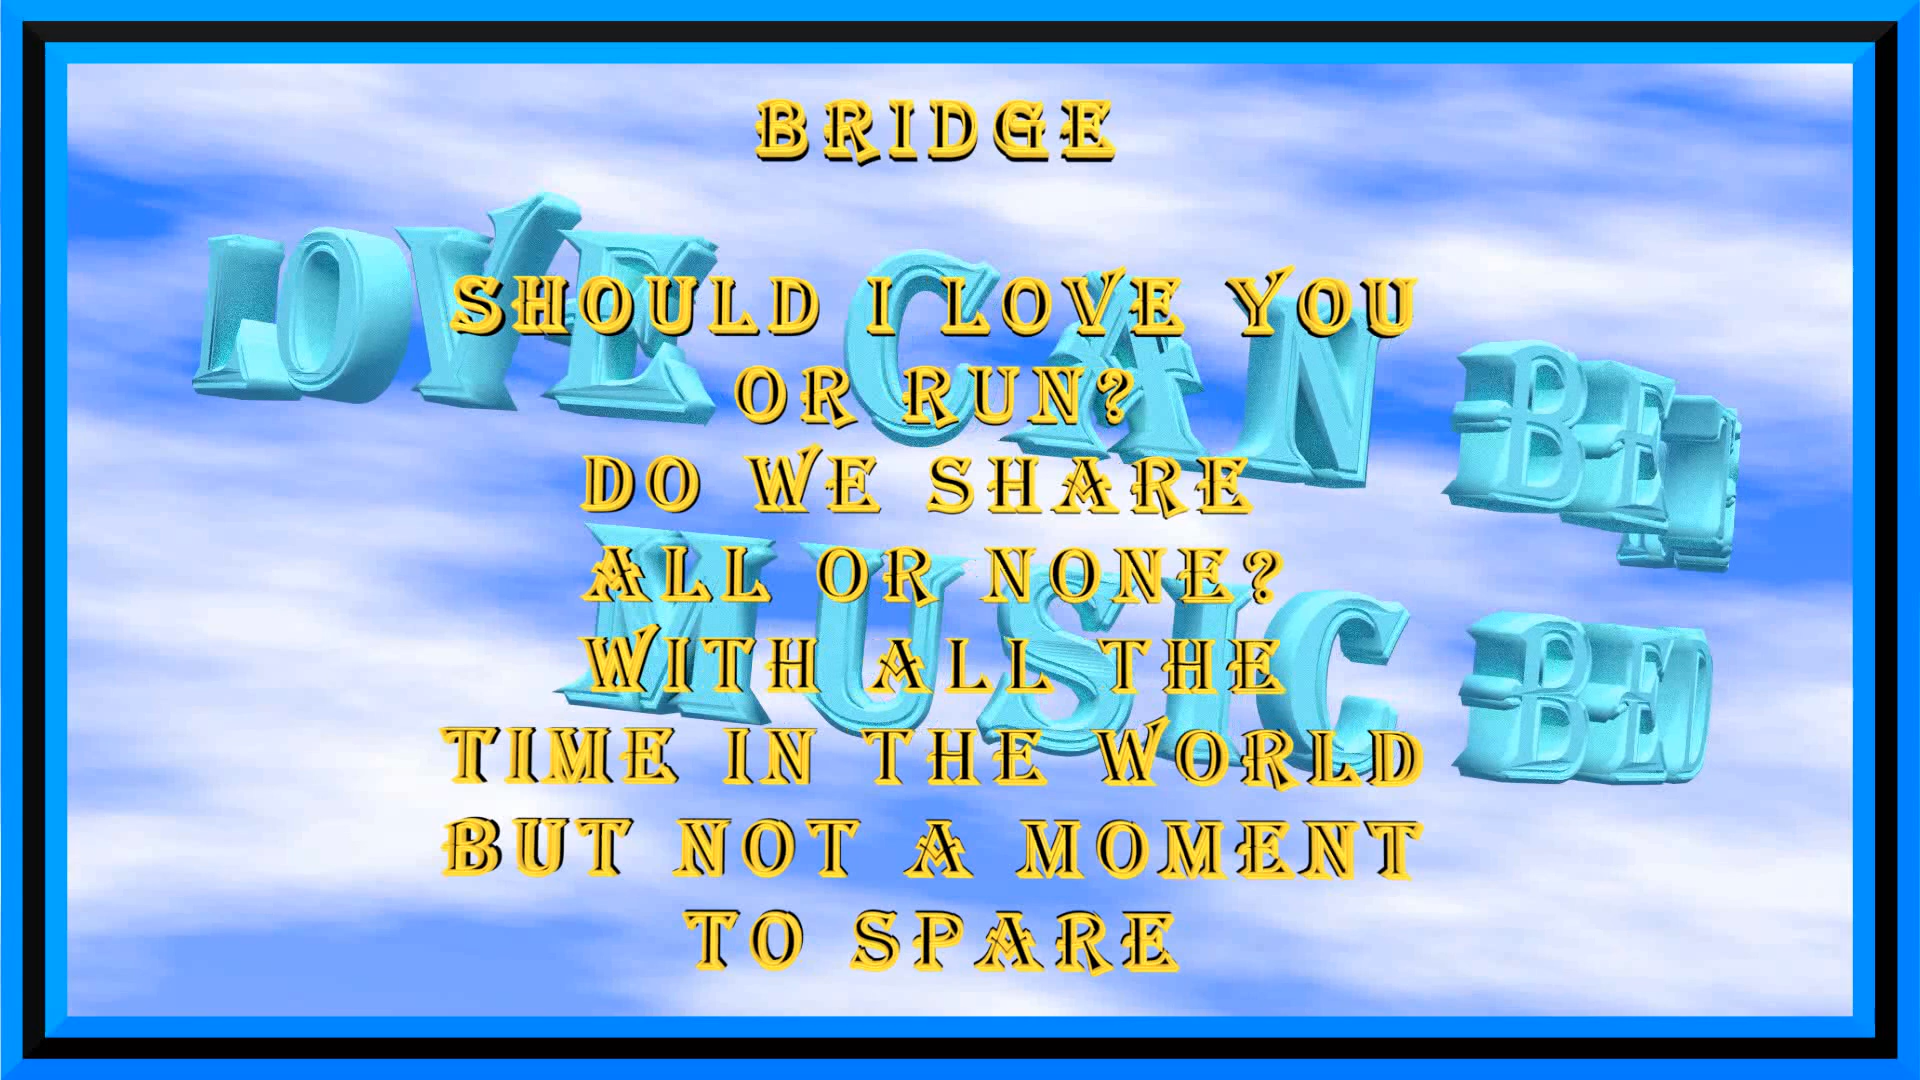 BRIDGE
LOVE CAN BE
SHOULD I LOVE YOU
OR RUN?
DO WE SHARE
ALL OR NONE?
MUSIC
WITH ALL THE
TIME IN THE WORLD
BUT NOT A MOMENT
TO SPARE